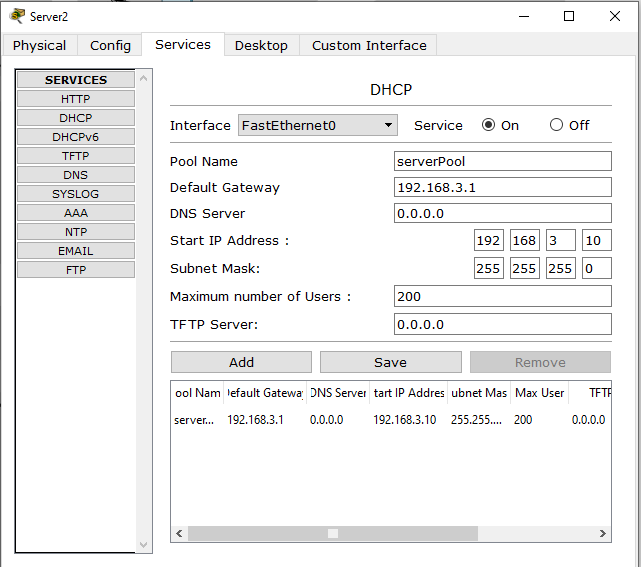 Server2
Physical Config Services Desktop Custom Interface
SERVICES
HTTP
DHCP
DHCPv6
TFTP
DNS
SYSLOG
AAA
NTP
EMAIL
FTP
DHCP
Interface FastEthernet0 Service On Off
Pool Name serverPool
Default Gateway 192.168.3.1
DNS Server 0.0.0.0
Start IP Address : 192 168 3 10
Subnet Mask: 255 255 255 0
Maximum number of Users : 200
TFTP Server: 0.0.0.0
Add Save Remove
ool Nam efault Gateway DNS Server tart IP Addres ubnet Mas Max User TFTP
server... 192.168.3.1 0.0.0.0 192.168.3.10 255.255.... 200 0.0.0.0